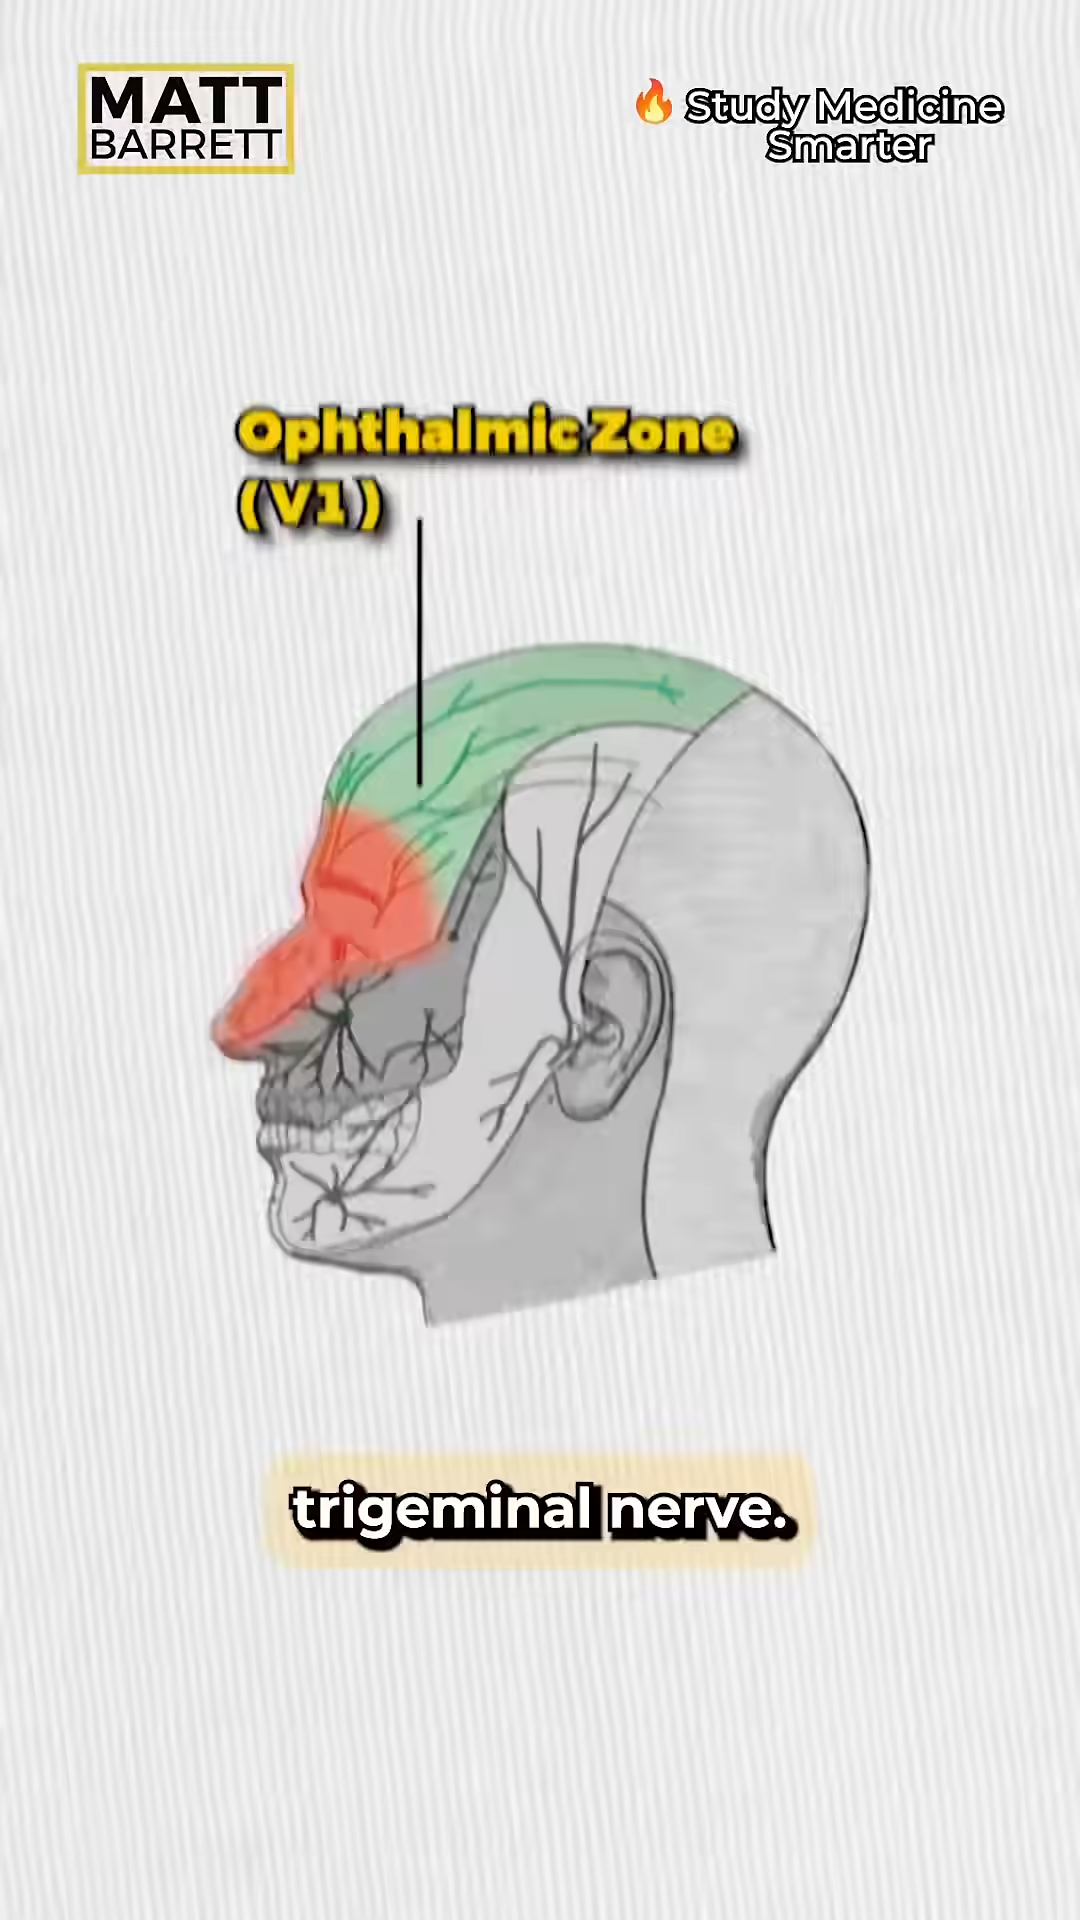 MATT
BARRETT
🔥 Study Medicine
Smarter
Ophthalmic Zone
(V1)
trigeminal nerve.